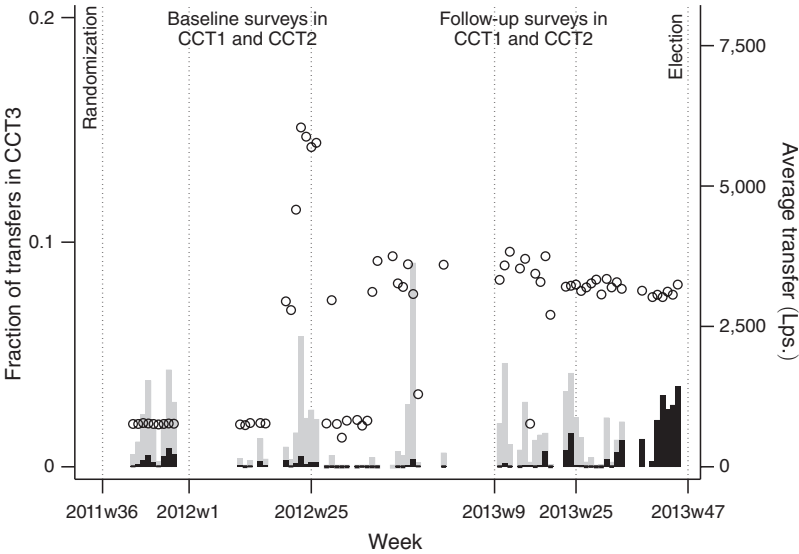 0.2
0.1
0
Fraction of transfers in CCT3
Randomization
Baseline surveys in
CCT1 and CCT2
Follow-up surveys in
CCT1 and CCT2
Election
7,500
5,000
2,500
0
Average transfer (Lps.)
2011w36
2012w1
2012w25
2013w9
2013w25
2013w47
Week